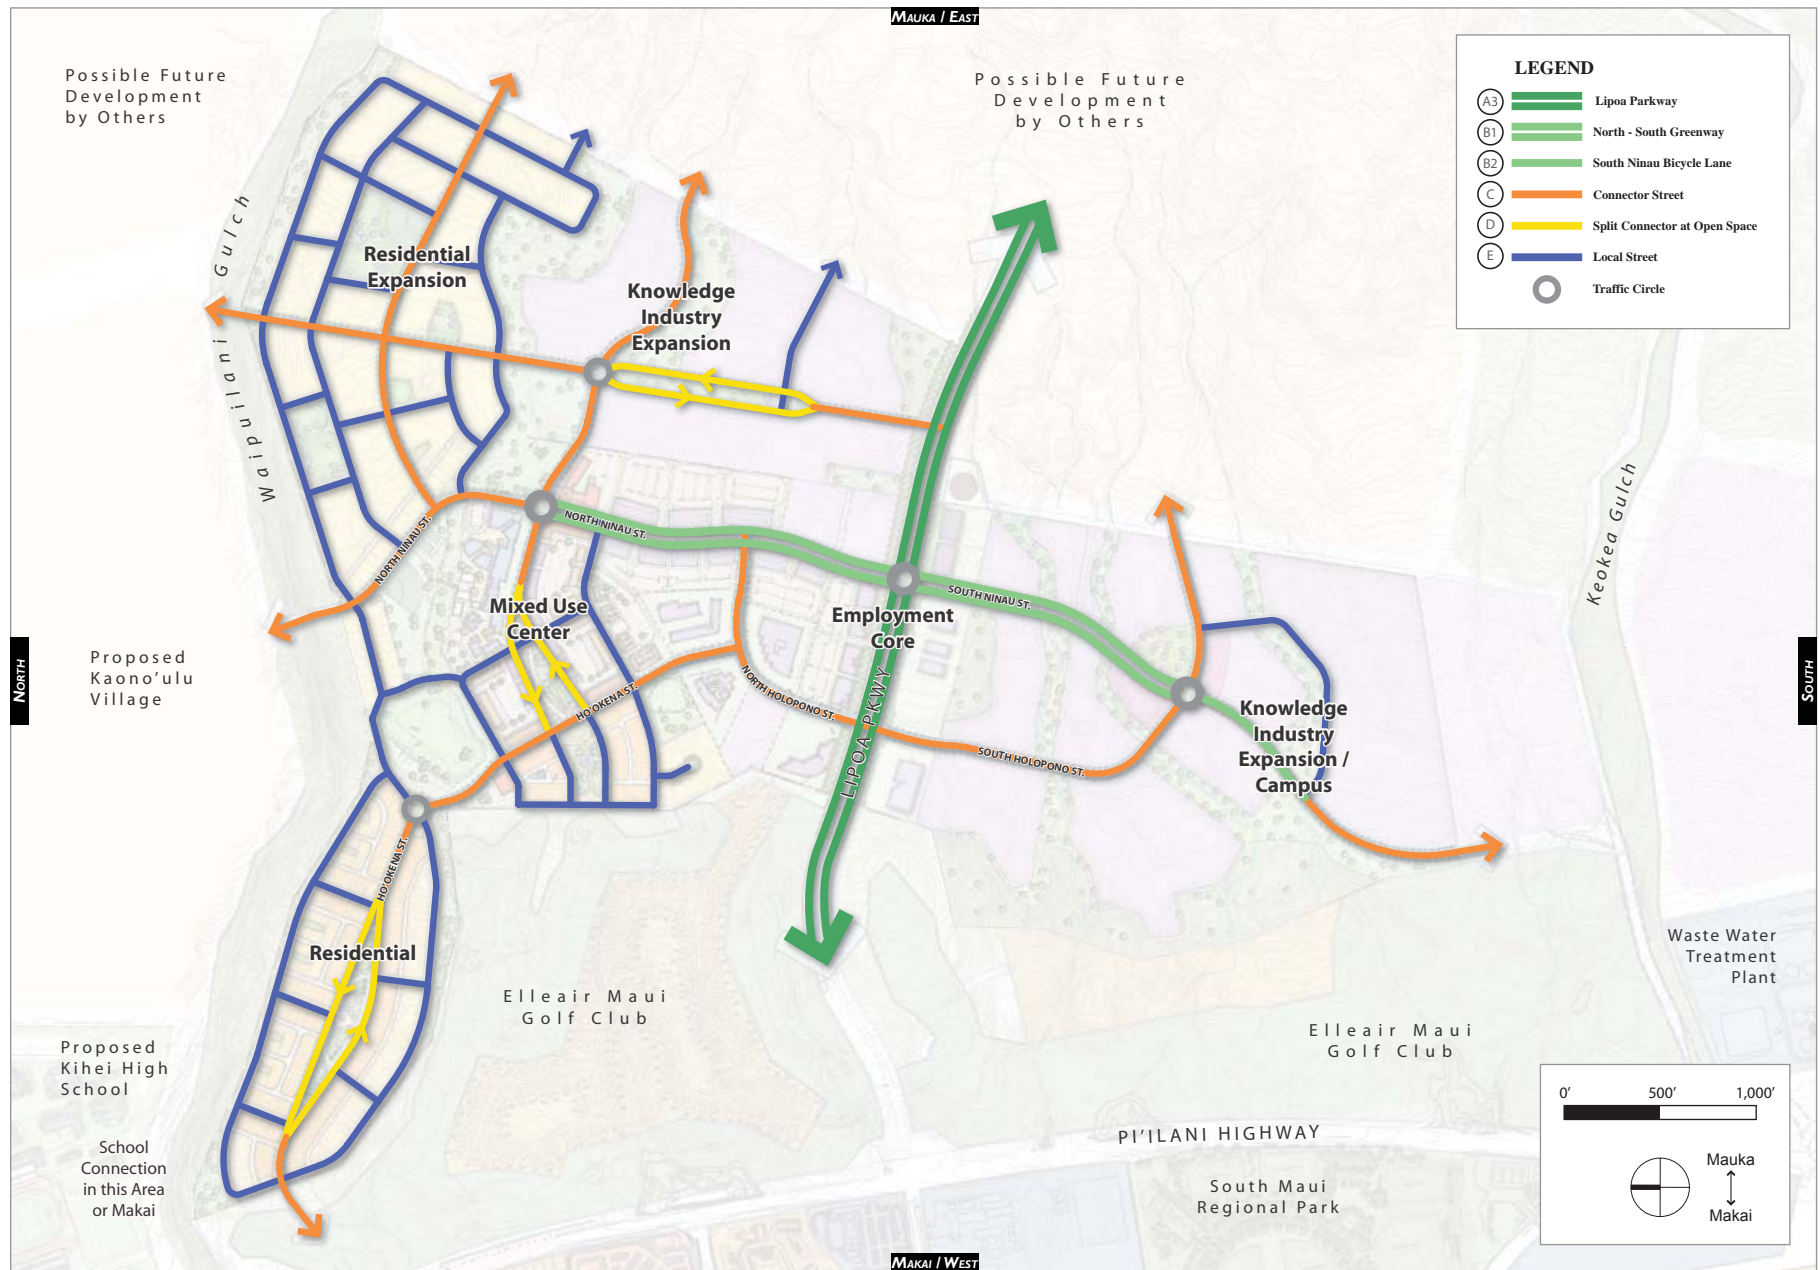 MAUKA / EAST
Possible Future
Development
by Others
Possible Future
Development
by Others
LEGEND
A3 Lipoa Parkway
B1 North - South Greenway
B2 South Ninau Bicycle Lane
C Connector Street
D Split Connector at Open Space
E Local Street
Traffic Circle
Waipuilani Gulch
Residential
Expansion
Knowledge
Industry
Expansion
Keokea Gulch
NORTH NINAU ST.
NORTH NINAU ST.
SOUTH NINAU ST.
Mixed Use
Center
Employment
Core
NORTH
Proposed
Kaono'ulu
Village
SOUTH
HO'OKENA ST.
NORTH HOLOPONO ST.
LIPOA PKWY
SOUTH HOLOPONO ST.
Knowledge
Industry
Expansion /
Campus
HO'OKENA ST.
Residential
Waste Water
Treatment
Plant
Elleair Maui
Golf Club
Elleair Maui
Golf Club
Proposed
Kihei High
School
School
Connection
in this Area
or Makai
PI'ILANI HIGHWAY
South Maui
Regional Park
0' 500' 1,000'
Mauka
Makai
MAKAI / WEST